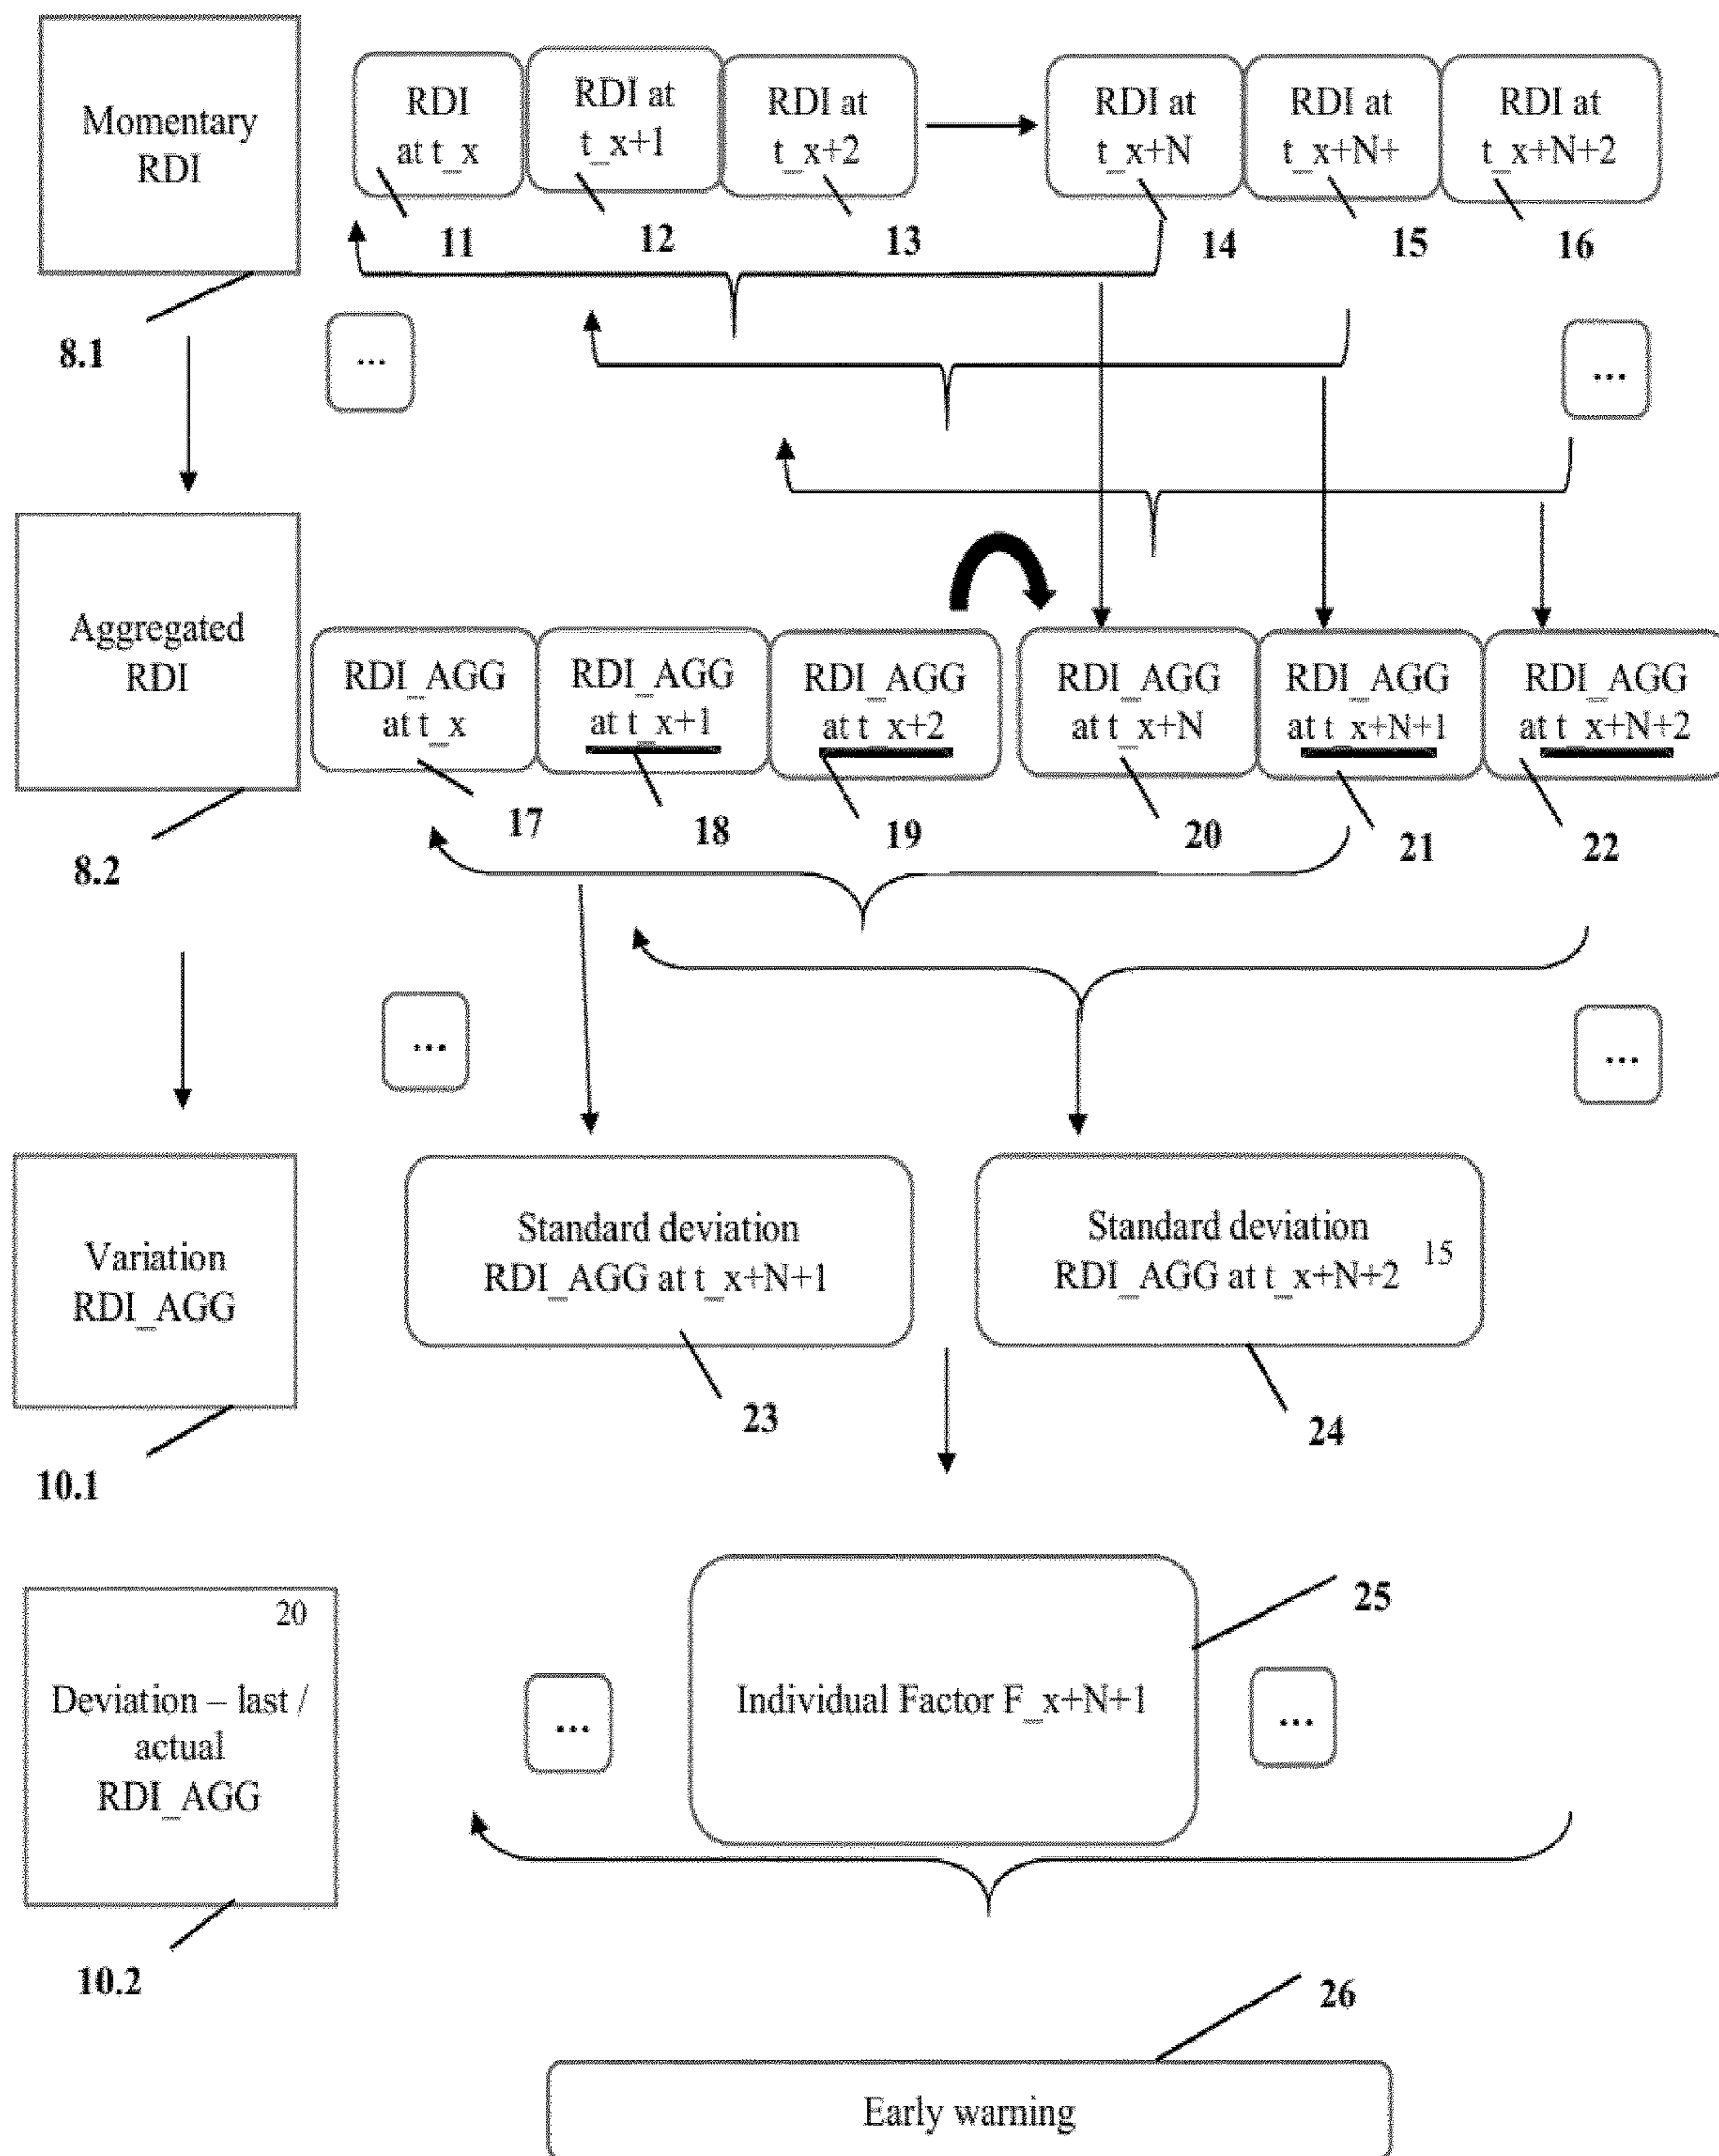 Momentary
RDI
RDI
at t_x
RDI at
t_x+1
RDI at
t_x+2
RDI at
t_x+N
RDI at
t_x+N+
RDI at
t_x+N+2
11
12
13
14
15
16
8.1
...
...
Aggregated
RDI
RDI_AGG
at t_x
RDI_AGG
at t_x+1
RDI_AGG
at t_x+2
RDI_AGG
at t_x+N
RDI_AGG
at t_x+N+1
RDI_AGG
at t_x+N+2
17
18
19
20
21
22
8.2
...
...
Variation
RDI_AGG
Standard deviation
RDI_AGG at t_x+N+1
Standard deviation
RDI_AGG at t_x+N+2
15
23
24
10.1
20
Deviation – last /
actual
RDI_AGG
...
Individual Factor F_x+N+1
...
25
10.2
26
Early warning